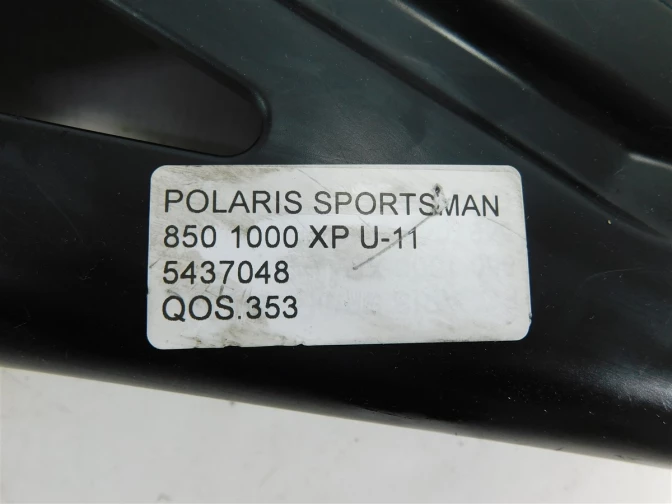 POLARIS SPORTSMAN
850 1000 XP U-11
5437048
QOS.353